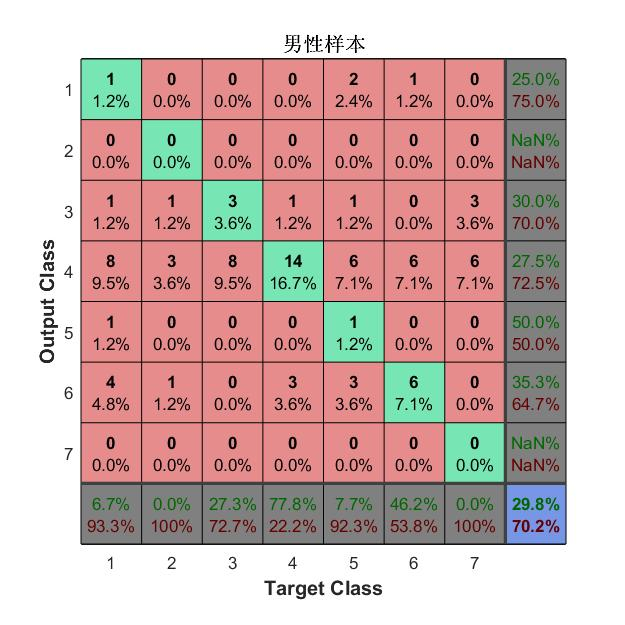 男性样本
1 0 0 0 2 1 0 25.0%
1
1.2% 0.0% 0.0% 0.0% 2.4% 1.2% 0.0% 75.0%
0 0 0 0 0 0 0 NaN%
2
0.0% 0.0% 0.0% 0.0% 0.0% 0.0% 0.0% NaN%
1 1 3 1 1 0 3 30.0%
3
1.2% 1.2% 3.6% 1.2% 1.2% 0.0% 3.6% 70.0%
8 3 8 14 6 6 6 27.5%
4
9.5% 3.6% 9.5% 16.7% 7.1% 7.1% 7.1% 72.5%
1 0 0 0 1 0 0 50.0%
5
1.2% 0.0% 0.0% 0.0% 1.2% 0.0% 0.0% 50.0%
4 1 0 3 3 6 0 35.3%
6
4.8% 1.2% 0.0% 3.6% 3.6% 7.1% 0.0% 64.7%
0 0 0 0 0 0 0 NaN%
7
0.0% 0.0% 0.0% 0.0% 0.0% 0.0% 0.0% NaN%
6.7% 0.0% 27.3% 77.8% 7.7% 46.2% 0.0% 29.8%
93.3% 100% 72.7% 22.2% 92.3% 53.8% 100% 70.2%
1 2 3 4 5 6 7
Target Class
Output Class